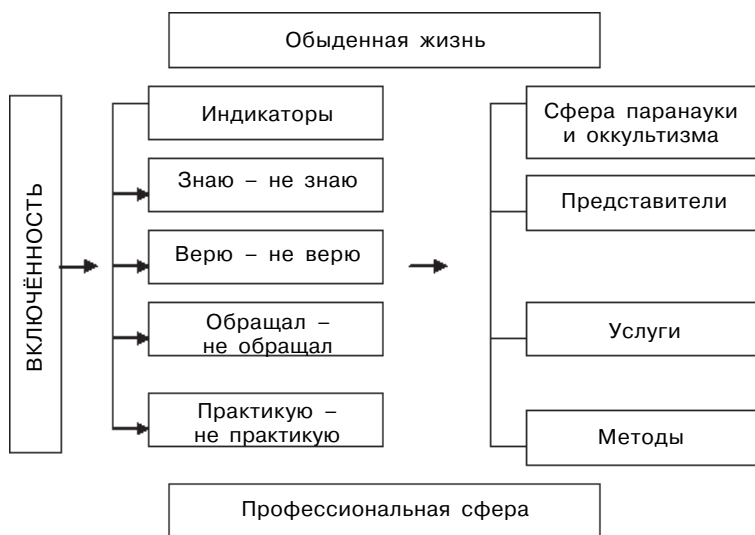 Обыденная жизнь
ВКЛЮЧЁННОСТЬ
Индикаторы
Знаю – не знаю
Верю – не верю
Обращал –
не обращал
Практикую –
не практикую
Сфера паранауки
и оккультизма
Представители
Услуги
Методы
Профессиональная сфера